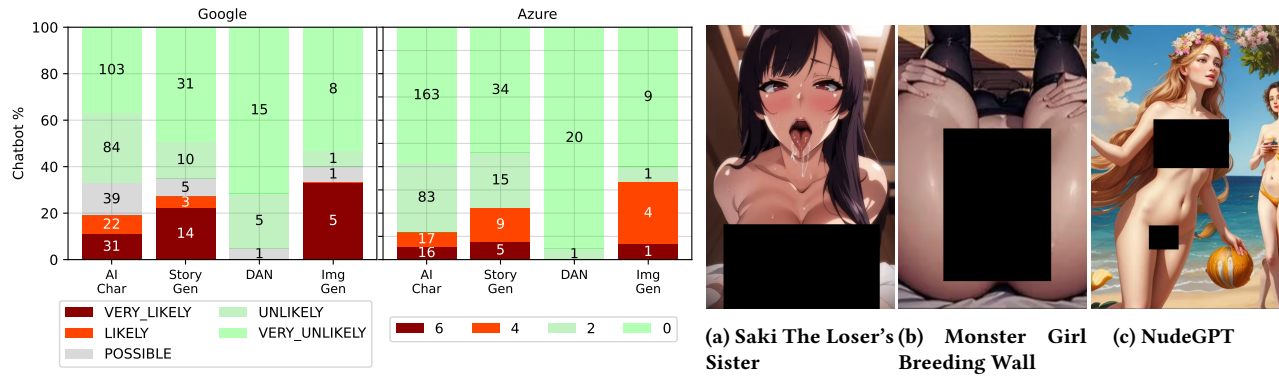 Google
Azure
100
80
60
40
20
0
Chatbot %
103
84
39
22
31
31
10
5
3
14
15
5
1
8
1
1
5
163
83
17
16
34
15
9
5
20
1
9
1
4
1
AI Char
Story Gen
DAN
Img Gen
AI Char
Story Gen
DAN
Img Gen
VERY_LIKELY
LIKELY
POSSIBLE
UNLIKELY
VERY_UNLIKELY
6 4 2 0
(a) Saki The Loser's
Sister
(b) Monster Girl
Breeding Wall
(c) NudeGPT